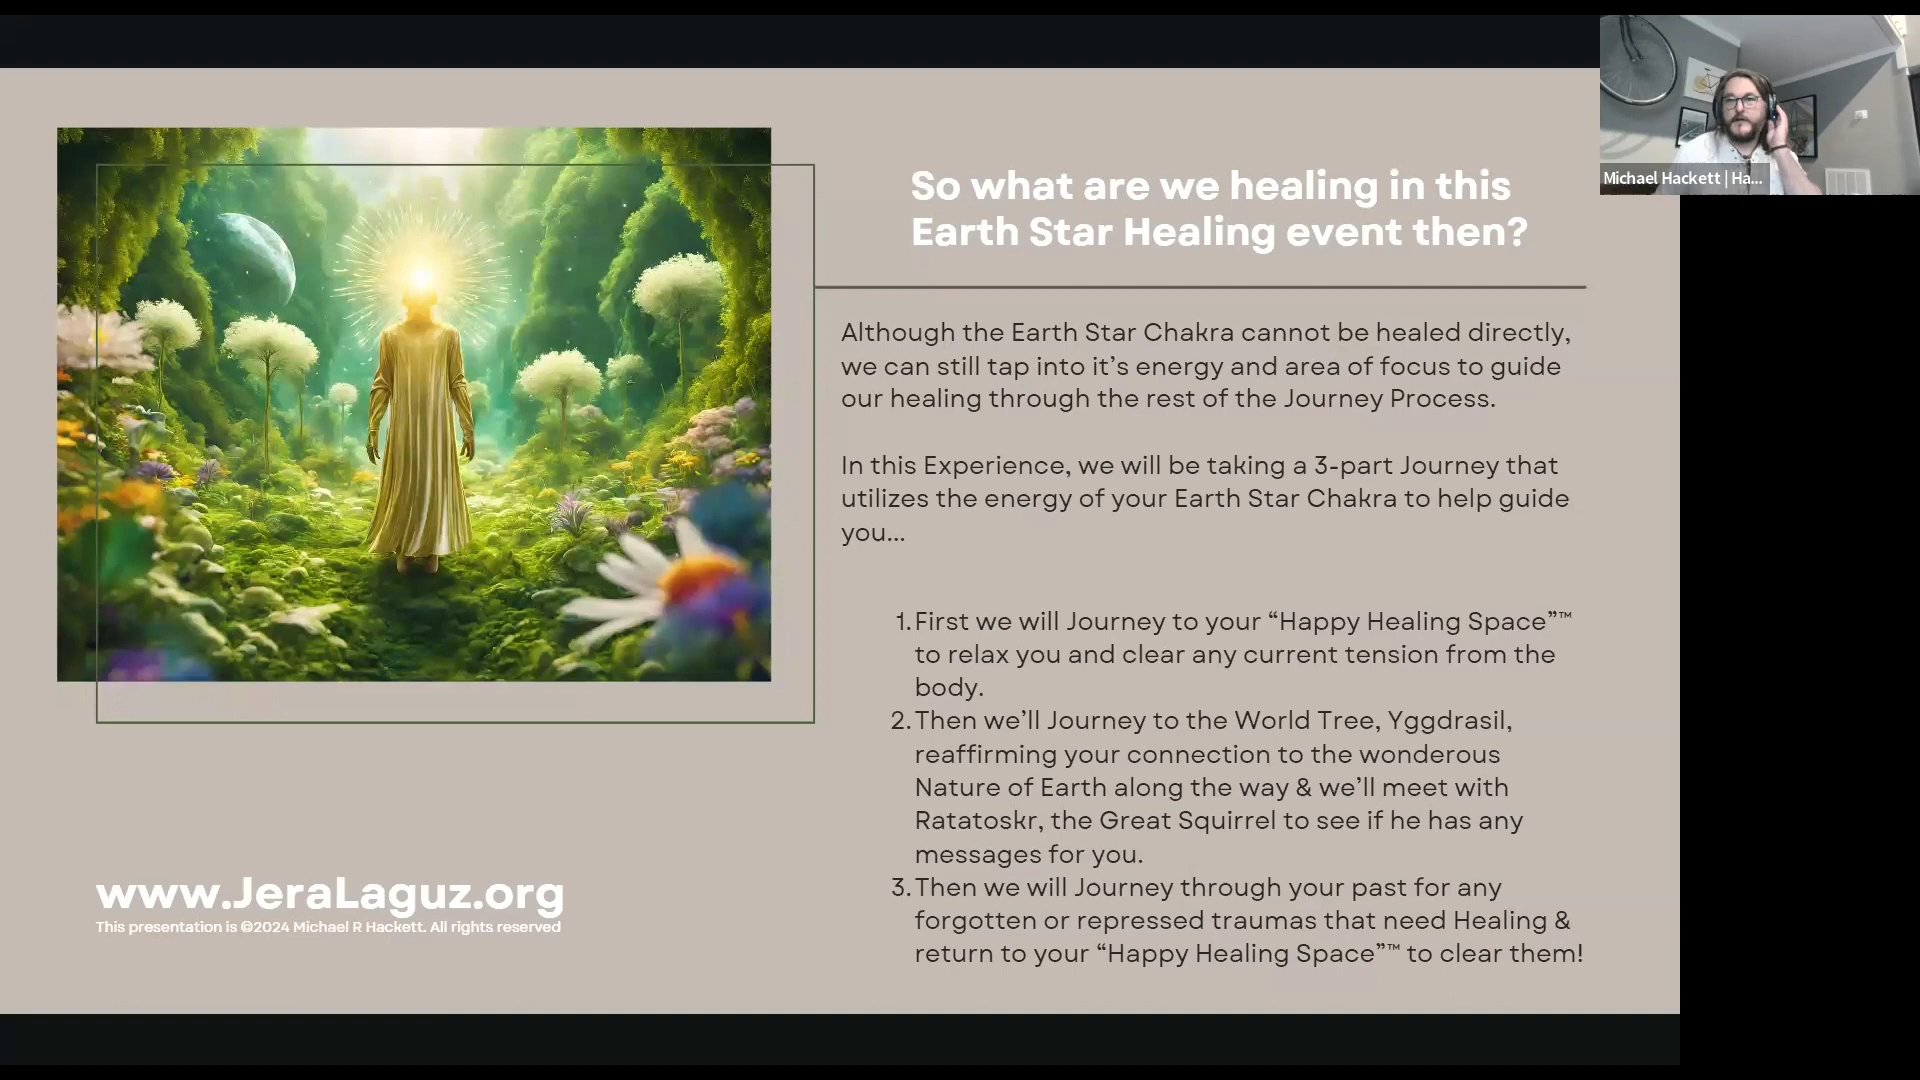 Michael Hackett | Ha...
So what are we healing in this
Earth Star Healing event then?
Although the Earth Star Chakra cannot be healed directly,
we can still tap into it’s energy and area of focus to guide
our healing through the rest of the Journey Process.
In this Experience, we will be taking a 3-part Journey that
utilizes the energy of your Earth Star Chakra to help guide
you...
1. First we will Journey to your “Happy Healing Space”™
to relax you and clear any current tension from the
body.
2. Then we’ll Journey to the World Tree, Yggdrasil,
reaffirming your connection to the wonderous
Nature of Earth along the way & we’ll meet with
Ratatoskr, the Great Squirrel to see if he has any
messages for you.
3. Then we will Journey through your past for any
forgotten or repressed traumas that need Healing &
return to your “Happy Healing Space”™ to clear them!
www.JeraLaguz.org
This presentation is ©2024 Michael R Hackett. All rights reserved